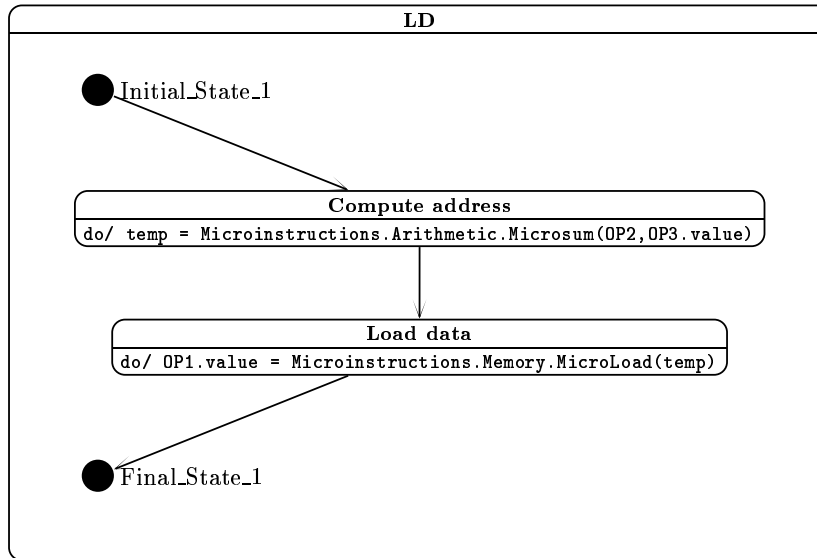 LD
Initial_State_1
Compute address
do/ temp = Microinstructions.Arithmetic.Microsum(OP2,OP3.value)
Load data
do/ OP1.value = Microinstructions.Memory.MicroLoad(temp)
Final_State_1